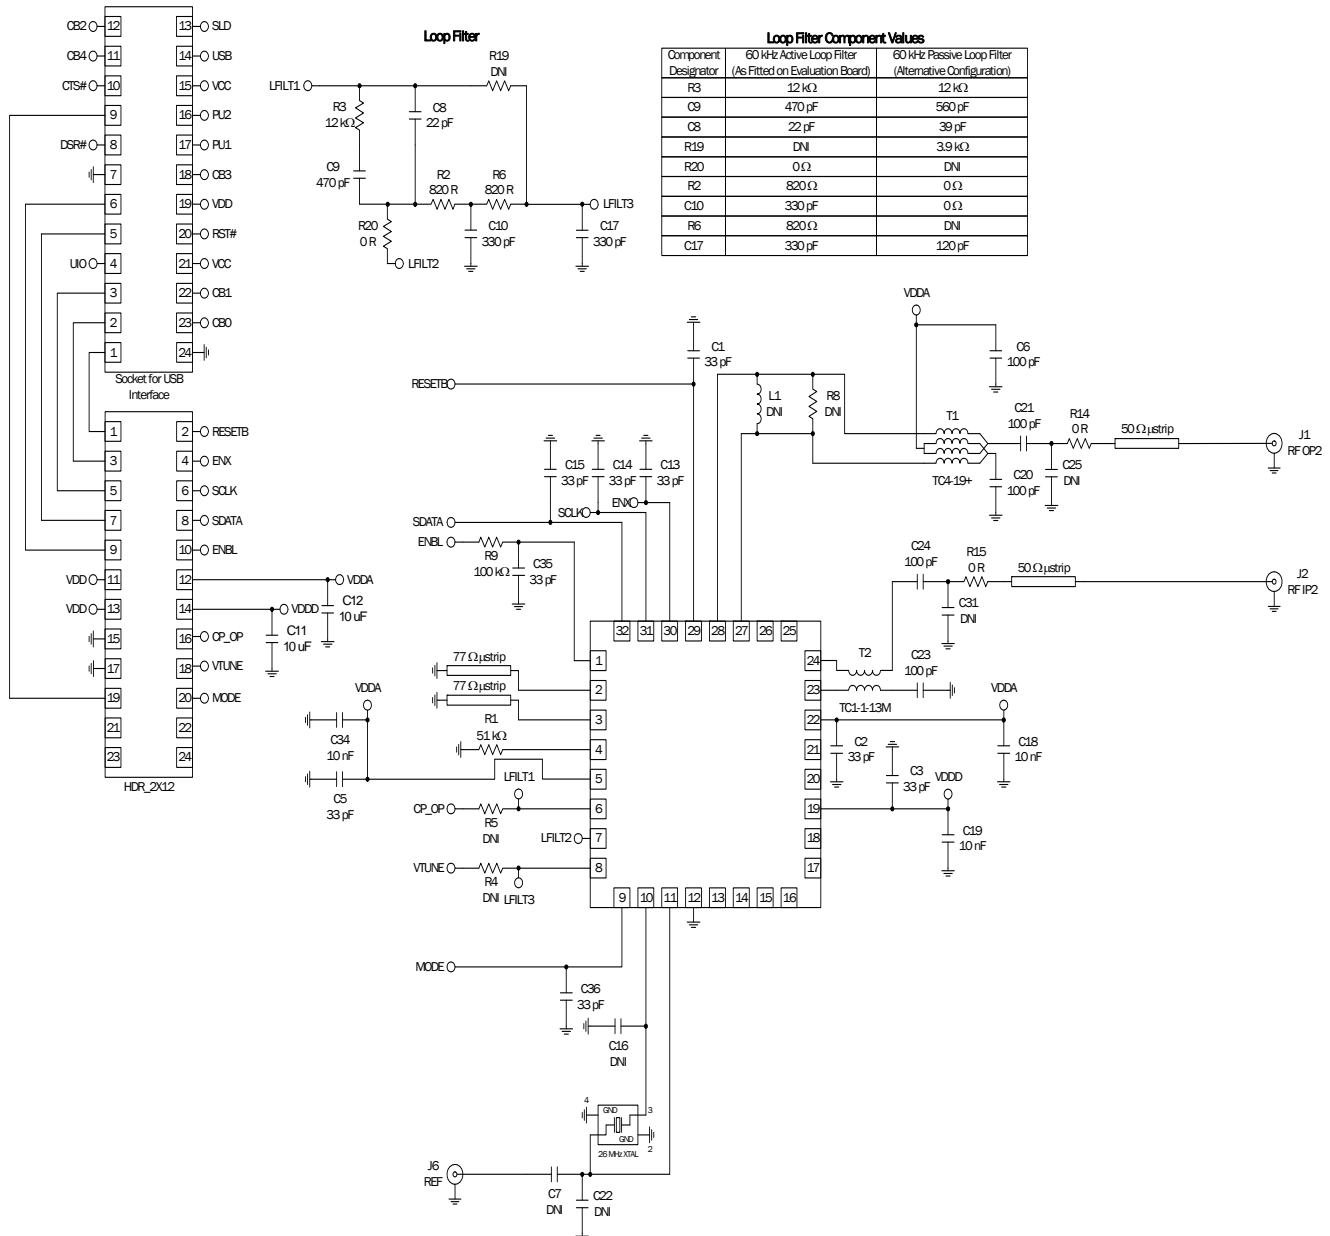 CB2 12 13 SLD
CB4 11 14 USB
CTS# 10 15 VCC
9 16 PU2
DSR# 8 17 PU1
7 18 CB3
6 19 VDD
5 20 RST#
UIO 4 21 VCC
3 22 CB1
2 23 CB0
1 24
Socket for USB
Interface
1 2 RESETB
3 4 ENX
5 6 SCLK
7 8 SDATA
9 10 ENBL
VDD 11 12 VDDA
C12
10 uF
VDD 13 14 VDDD
C11
10 uF
15 16 CP_OP
17 18 VTUNE
19 20 MODE
21 22
23 24
HDR_2X12
Loop Filter
LFILT1
R19
DNI
R3
12 kΩ
C8
22 pF
C9
470 pF
R2
820 R
R6
820 R
LFILT3
R20
0 R
C10
330 pF
C17
330 pF
LFILT2
Loop Filter Component Values
Component Designator 60 kHz Active Loop Filter (As Fitted on Evaluation Board) 60 kHz Passive Loop Filter (Alternative Configuration)
R3 12 kΩ 12 kΩ
C9 470 pF 560 pF
C8 22 pF 39 pF
R19 DNI 3.9 kΩ
R20 0 Ω DNI
R2 820 Ω 0 Ω
C10 330 pF 0 Ω
R6 820 Ω DNI
C17 330 pF 120 pF
VDDA
C6
100 pF
C1
33 pF
RESETB
L1
DNI
R8
DNI
T1
TC4-19+
C21
100 pF
R14
0 R
50 Ω µstrip
J1
RF OP2
C20
100 pF
C25
DNI
C15
33 pF
C14
33 pF
C13
33 pF
ENX
SCLK
SDATA
ENBL
R9
100 kΩ
C35
33 pF
C24
100 pF
R15
0 R
50 Ω µstrip
J2
RF IP2
C31
DNI
T2
TC1-1-13M
C23
100 pF
VDDA
32 31 30 29 28 27 26 25
1 24
2 23
3 22
4 21
5 20
6 19
7 18
8 17
9 10 11 12 13 14 15 16
77 Ω µstrip
77 Ω µstrip
VDDA
R1
51 kΩ
C34
10 nF
C5
33 pF
LFILT1
CP_OP
R5
DNI
LFILT2
VTUNE
R4
DNI
LFILT3
C2
33 pF
C3
33 pF
C18
10 nF
VDDD
C19
10 nF
MODE
C36
33 pF
C16
DNI
4
GND
3
GND
2
26 MHz XTAL
J6
REF
C7
DNI
C22
DNI